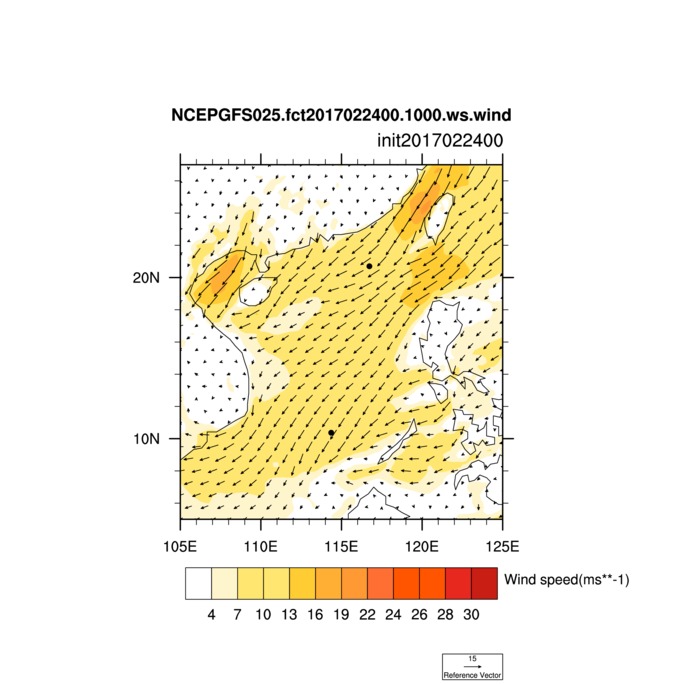 NCEPGFS025.fct2017022400.1000.ws.wind
init2017022400
20N
10N
105E 110E 115E 120E 125E
4 7 10 13 16 19 22 24 26 28 30
Wind speed(ms**-1)
15
Reference Vector